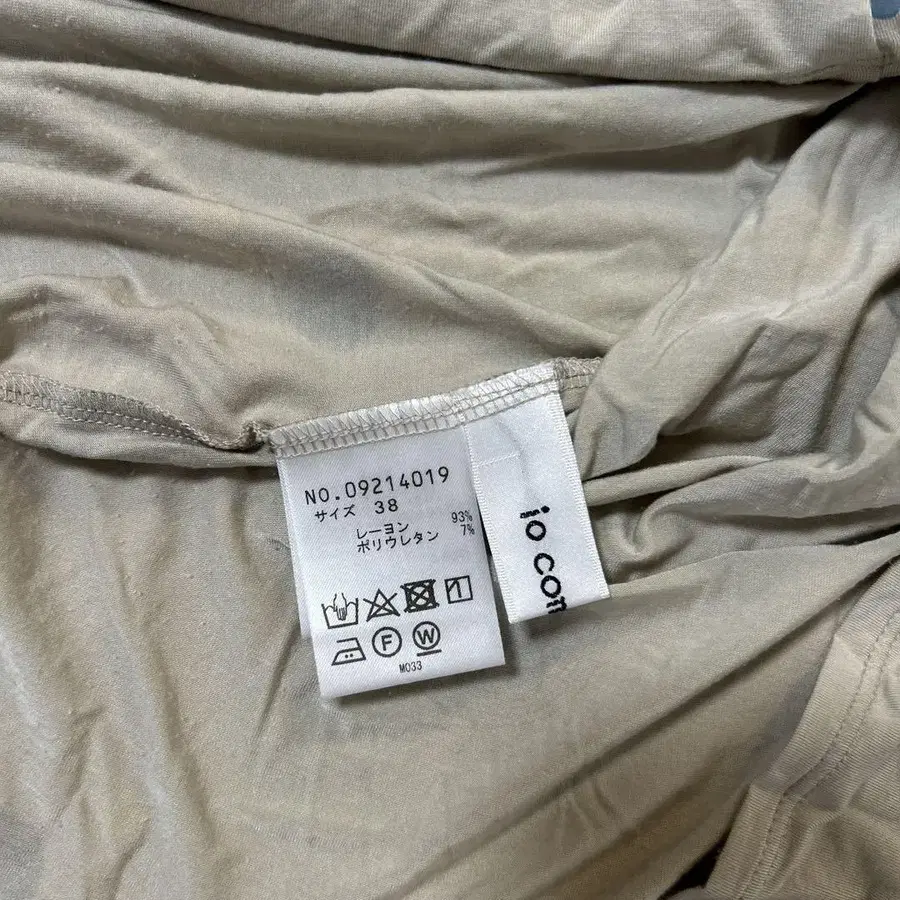 NO.09214019
サイズ 38
レーヨン 93%
ポリウレタン 7%
F W
M033
io com